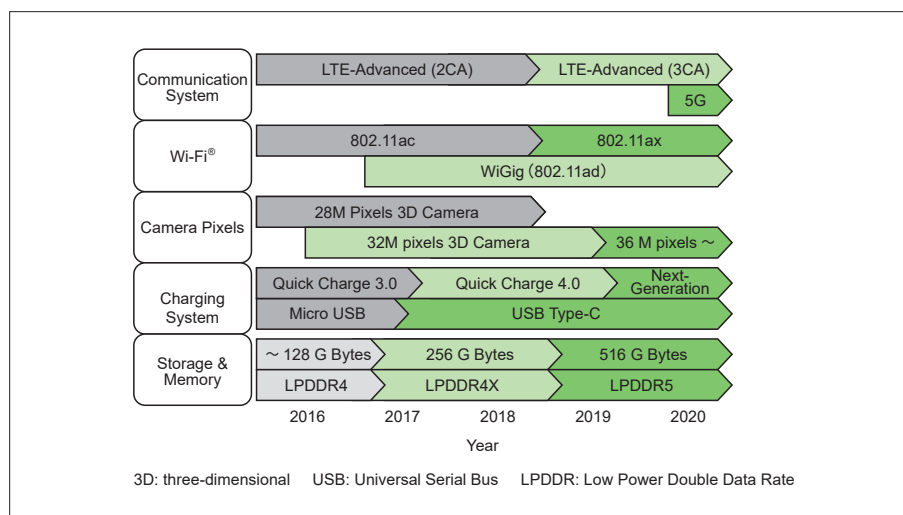 Communication
System
LTE-Advanced (2CA)
LTE-Advanced (3CA)
5G
Wi-Fi®
802.11ac
802.11ax
WiGig (802.11ad)
Camera Pixels
28M Pixels 3D Camera
32M pixels 3D Camera
36 M pixels ～
Charging
System
Quick Charge 3.0
Quick Charge 4.0
Next-
Generation
Micro USB
USB Type-C
Storage &
Memory
～ 128 G Bytes
256 G Bytes
516 G Bytes
LPDDR4
LPDDR4X
LPDDR5
2016 2017 2018 2019 2020
Year
3D: three-dimensional USB: Universal Serial Bus LPDDR: Low Power Double Data Rate